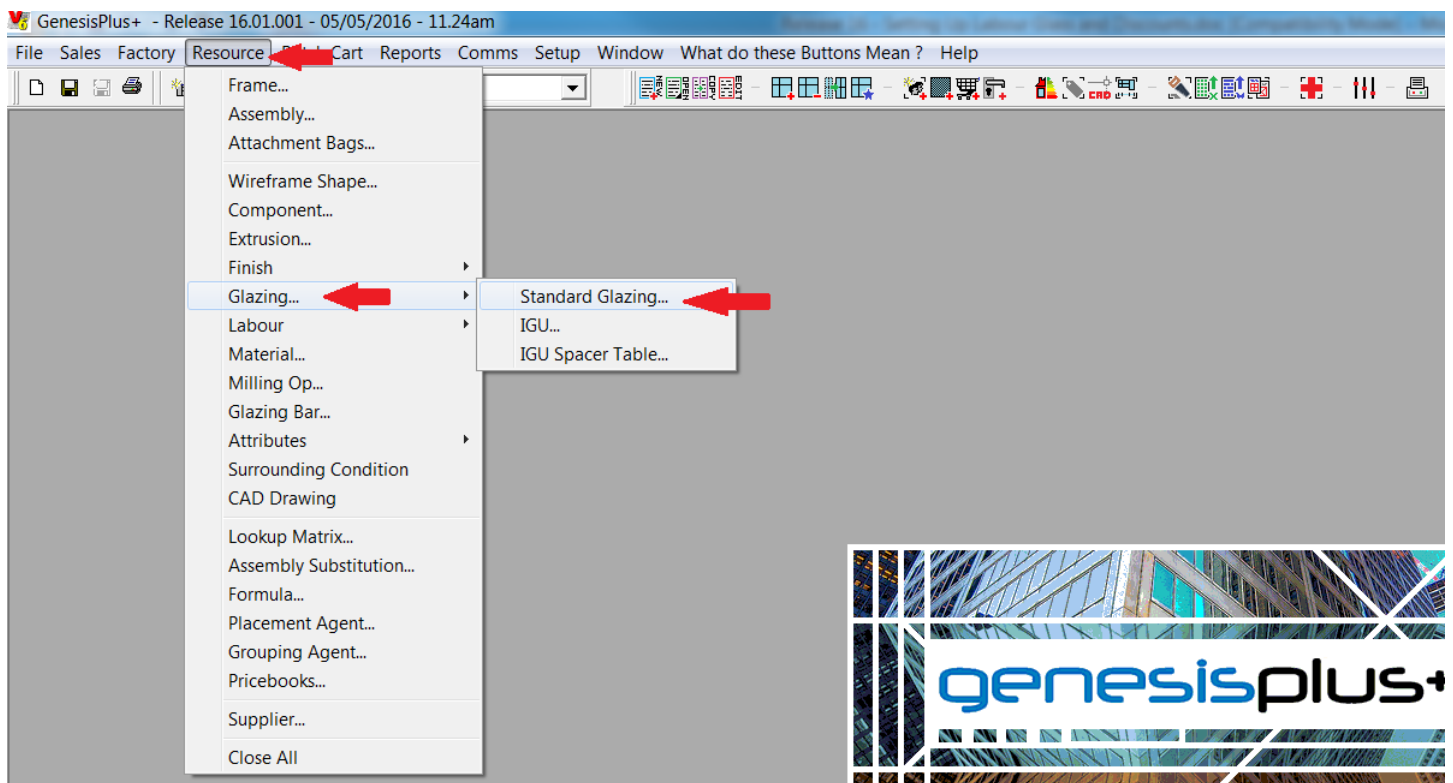 GenesisPlus+ - Release 16.01.001 - 05/05/2016 - 11.24am
File Sales Factory Resource Cart Reports Comms Setup Window What do these Buttons Mean ? Help
Frame...
Assembly...
Attachment Bags...
Wireframe Shape...
Component...
Extrusion...
Finish
Glazing...
Standard Glazing...
Labour
IGU...
Material...
IGU Spacer Table...
Milling Op...
Glazing Bar...
Attributes
Surrounding Condition
CAD Drawing
Lookup Matrix...
Assembly Substitution...
Formula...
Placement Agent...
Grouping Agent...
Pricebooks...
Supplier...
Close All
genesisplus+